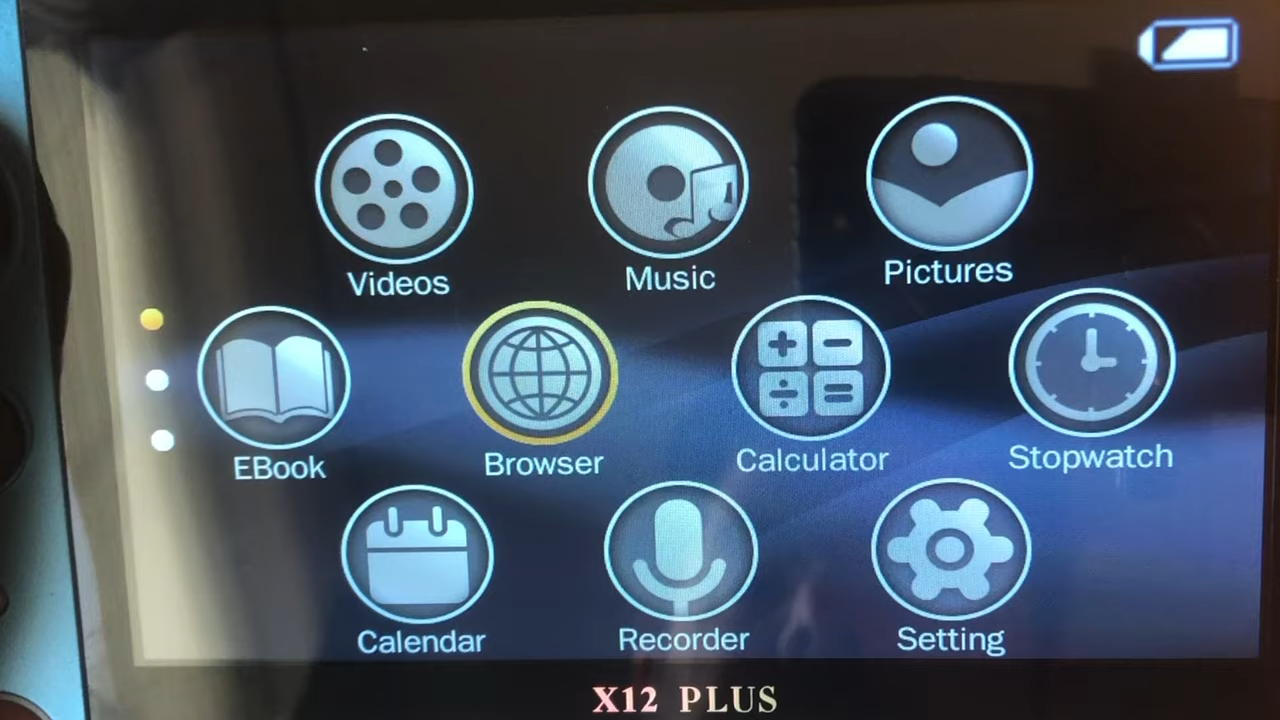 Videos
Music
Pictures
EBook
Browser
Calculator
Stopwatch
Calendar
Recorder
Setting
X12 PLUS